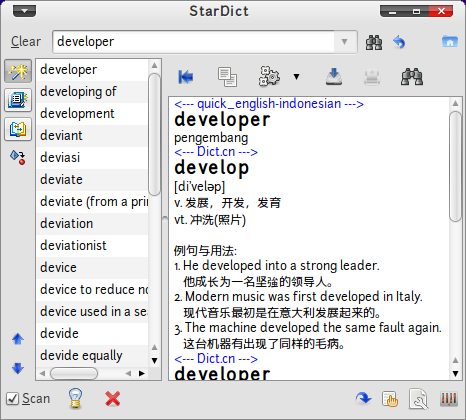 StarDict
Clear developer
developer
developing of
development
deviant
deviasi
deviate
deviate (from a prin
deviation
deviationist
device
device to reduce no
device used in a sea
devide
devide equally
<--- quick_english-indonesian --->
developer
pengembang
<--- Dict.cn --->
develop
[di'veləp]
v. 发展，开发，发育
vt. 冲洗(照片)
例句与用法:
1. He developed into a strong leader.
他成长为一名坚强的领导人。
2. Modern music was first developed in Italy.
现代音乐最初是在意大利发展起来的。
3. The machine developed the same fault again.
这台机器有出现了同样的毛病。
<--- Dict.cn --->
developer
Scan